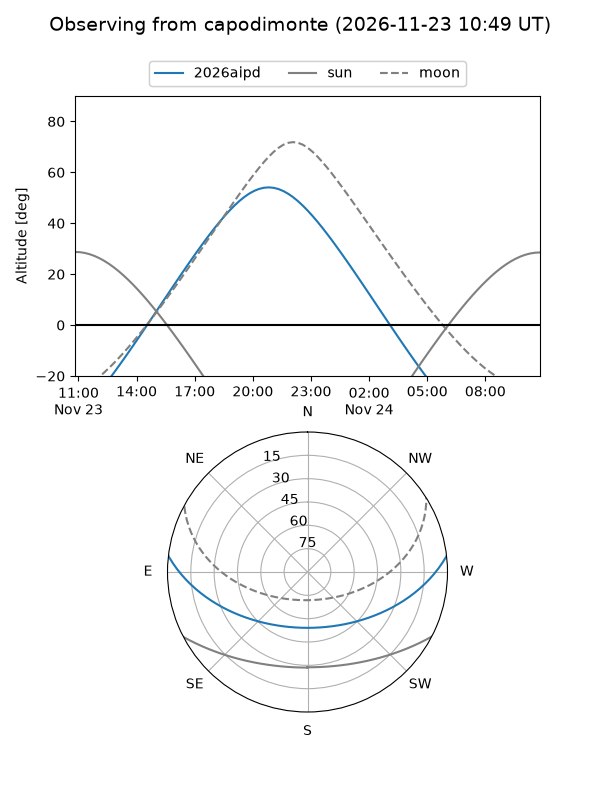 Observing from capodimonte (2026-11-23 10:49 UT)
2026aipd sun moon
Altitude [deg]
80
60
40
20
0
−20
11:00 14:00 17:00 20:00 23:00 02:00 05:00 08:00
Nov 23 Nov 24
N
NE NW
15
30
45
60
75
E W
SE SW
S